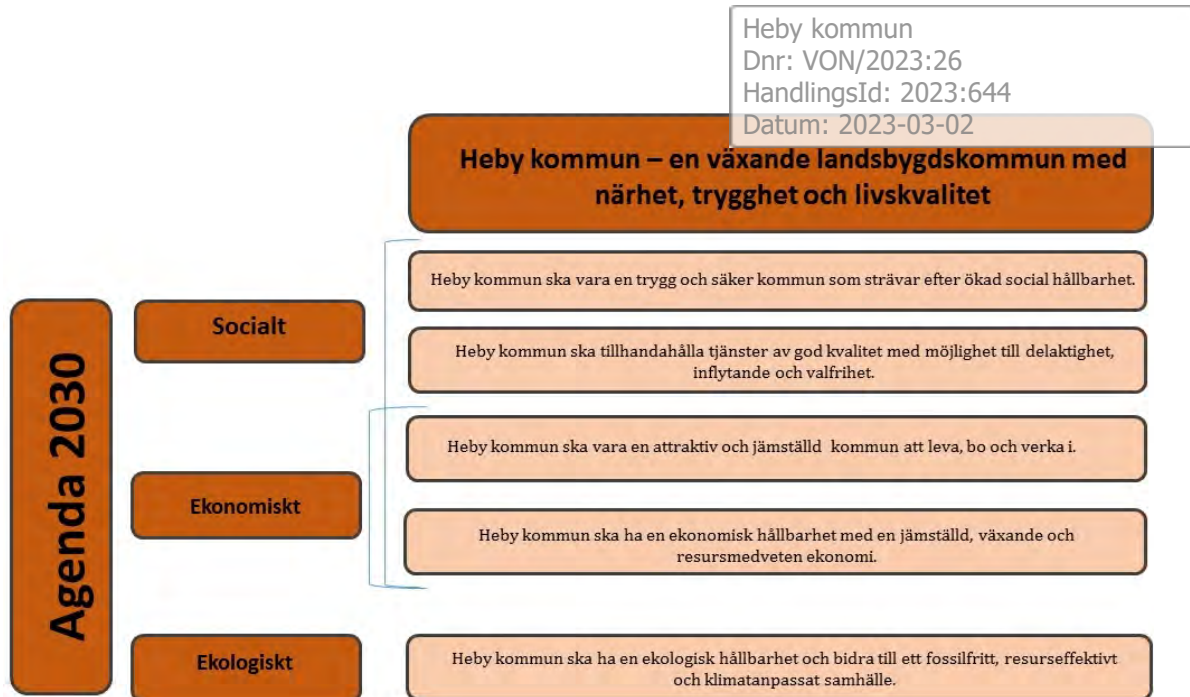 Heby kommun
Dnr: VON/2023:26
HandlingsId: 2023:644
Datum: 2023-03-02
Heby kommun – en växande landsbygdskommun med
närhet, trygghet och livskvalitet
Agenda 2030
Socialt
Heby kommun ska vara en trygg och säker kommun som strävar efter ökad social hållbarhet.
Heby kommun ska tillhandahålla tjänster av god kvalitet med möjlighet till delaktighet,
inflytande och valfrihet.
Ekonomiskt
Heby kommun ska vara en attraktiv och jämställd kommun att leva, bo och verka i.
Heby kommun ska ha en ekonomisk hållbarhet med en jämställd, växande och
resursmedveten ekonomi.
Ekologiskt
Heby kommun ska ha en ekologisk hållbarhet och bidra till ett fossilfritt, resurseffektivt
och klimatanpassat samhälle.